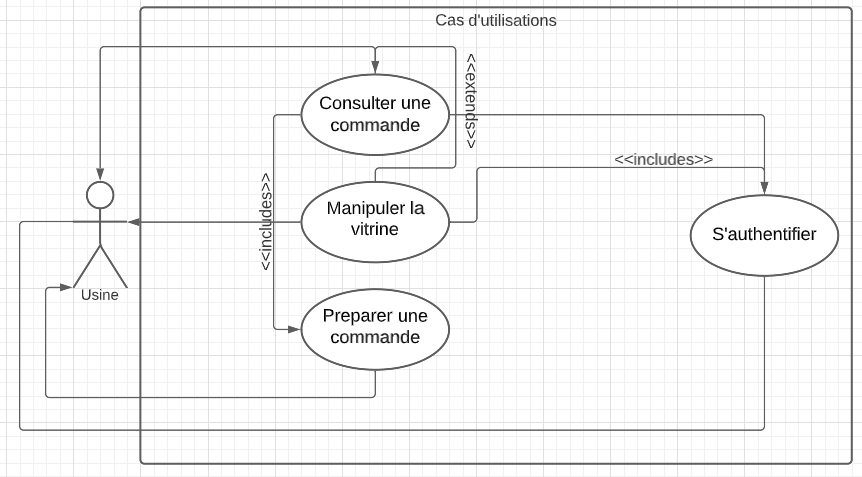 Cas d'utilisations
Consulter une
commande
<<extends>>
<<includes>>
Manipuler la
vitrine
<<includes>>
S'authentifier
Usine
Preparer une
commande